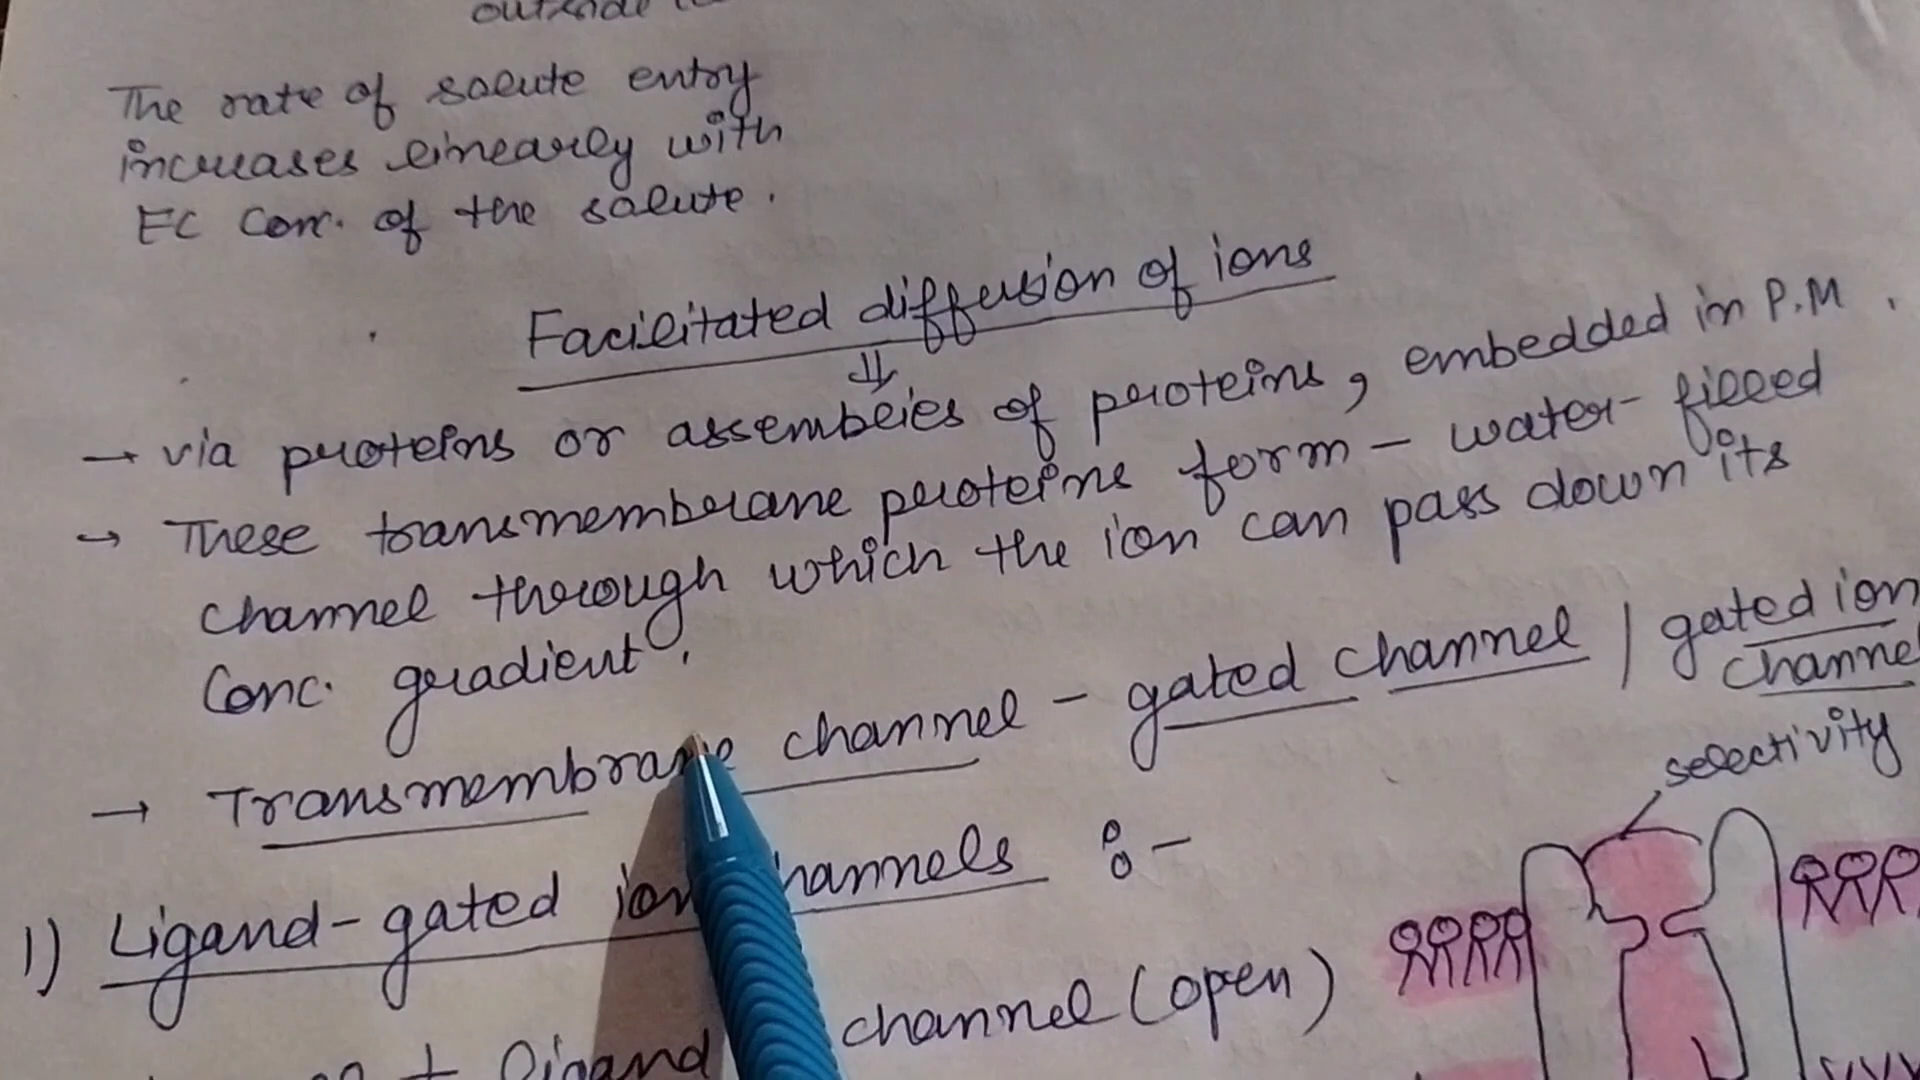 The rate of solute entry
increases linearly with
EC Conc. of the solute.
Facilitated diffusion of ions
→ via proteins or assemblies of proteins, embedded in P.M.
→ These transmembrane proteins form - water-filled
channel through which the ion can pass down its
Conc. gradient.
→ Transmembrane channel - gated channel / gated ion
channel
selectivity
1) Ligand-gated ion channels :-
+ ligand channel (open)